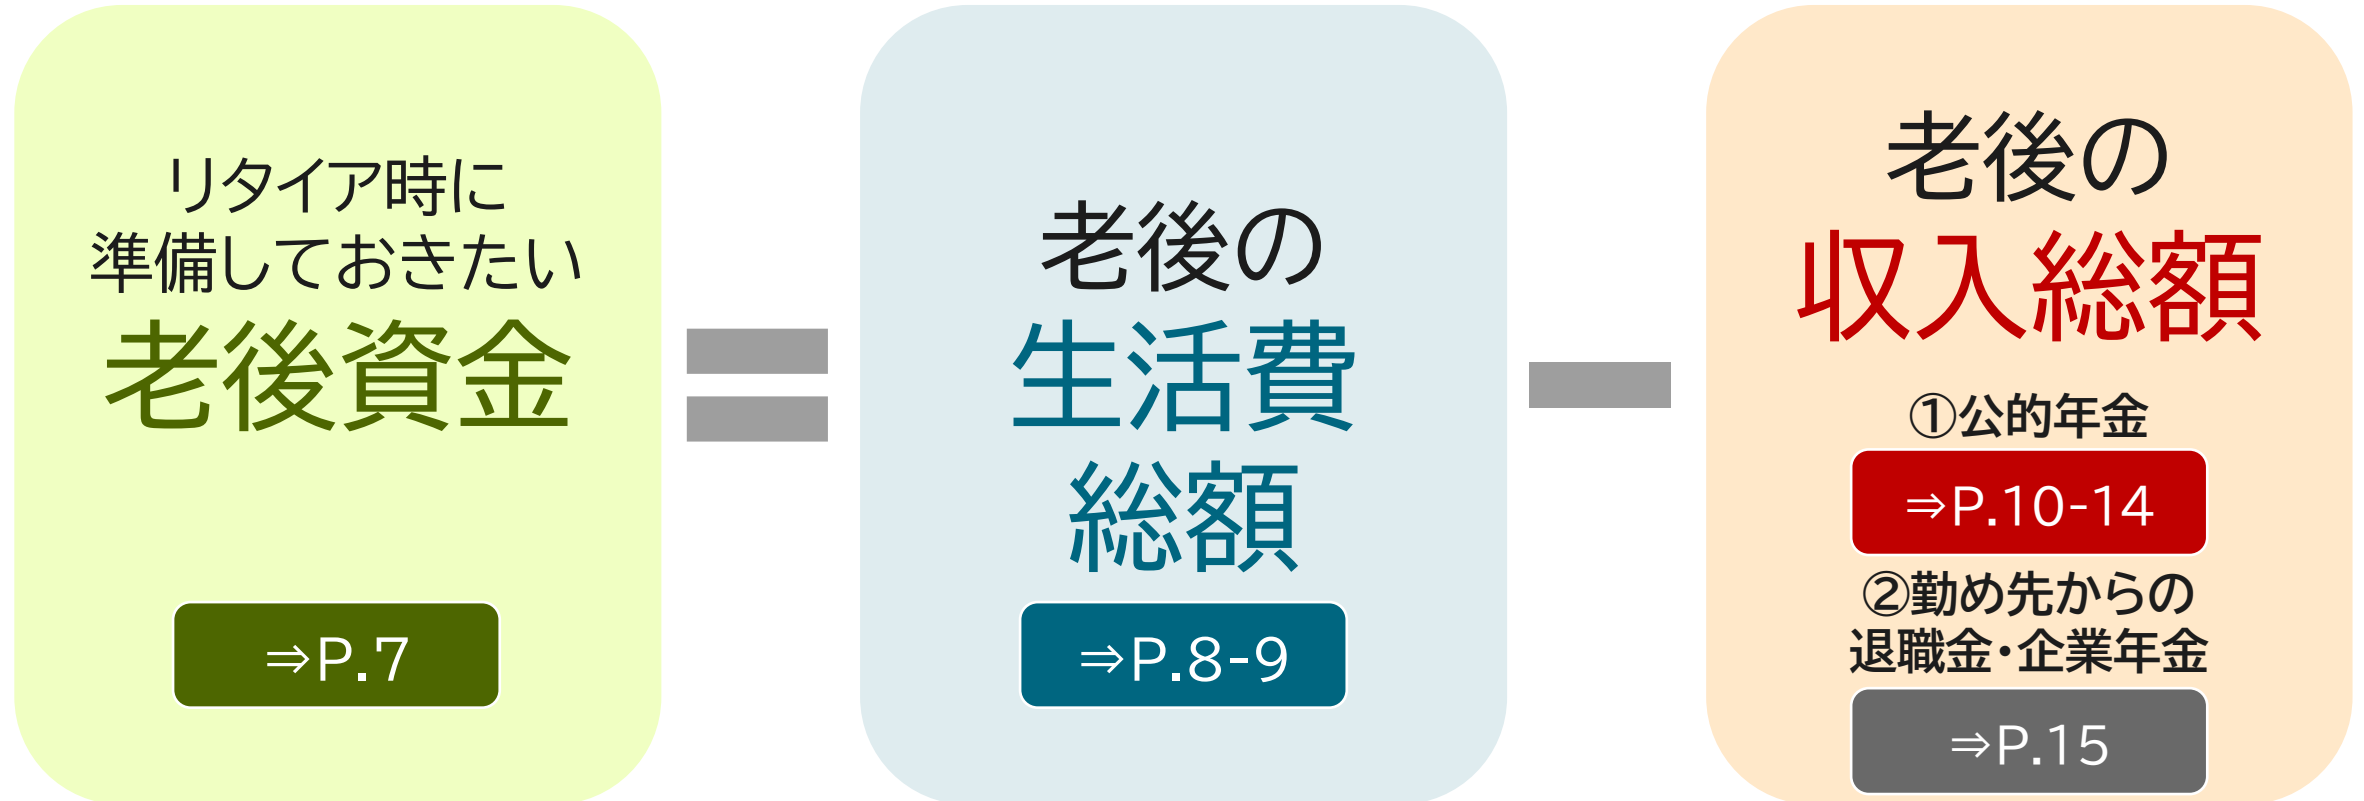 リタイア時に
準備しておきたい
老後資金
⇒P.7
老後の
生活費
総額
⇒P.8-9
老後の
収入総額
①公的年金
⇒P.10-14
②勤め先からの
退職金・企業年金
⇒P.15